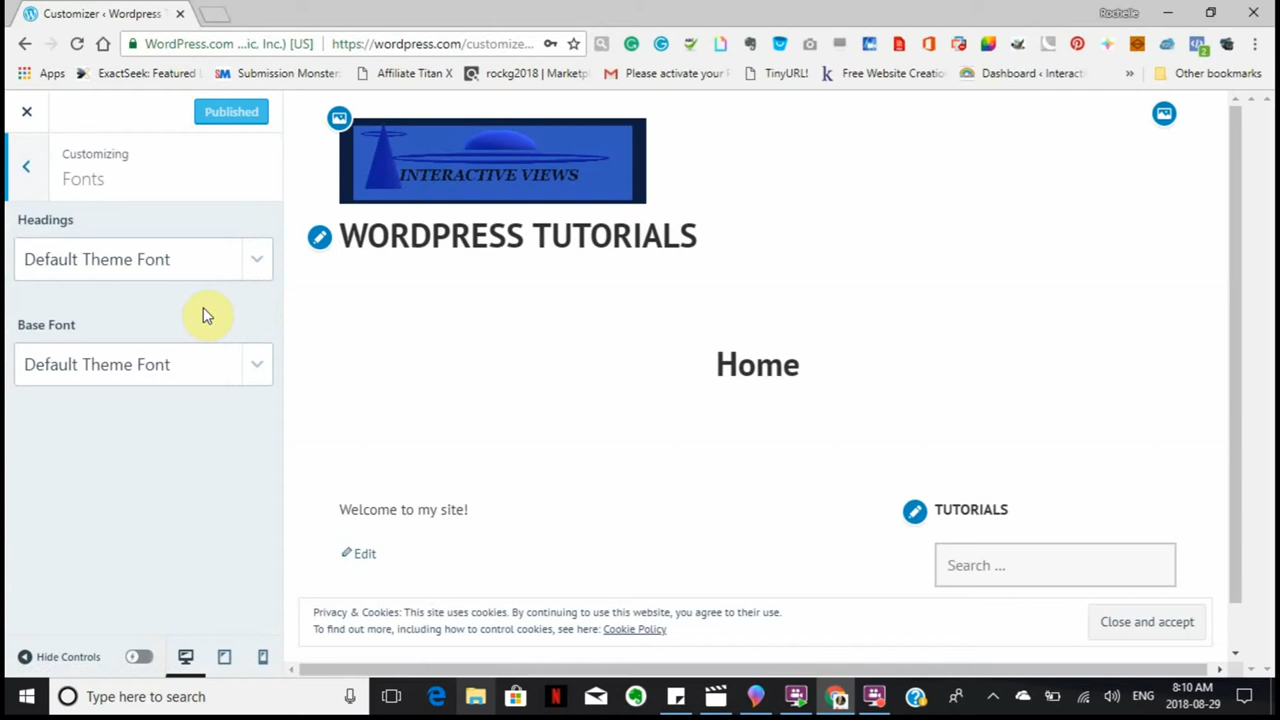 Customizer ‹ Wordpress
Rochelle
WordPress.com ...ic, Inc.) [US]
https://wordpress.com/customize...
2
Apps
ExactSeek: Featured
Submission Monster
Affiliate Titan X
rockg2018 | Marketpl
Please activate your
TinyURL!
Free Website Creatio
Dashboard ‹ Interact
»
Other bookmarks
Published
Customizing
Fonts
Headings
Default Theme Font
Base Font
Default Theme Font
Hide Controls
INTERACTIVE VIEWS
WORDPRESS TUTORIALS
Home
Welcome to my site!
Edit
TUTORIALS
Search ...
Privacy & Cookies: This site uses cookies. By continuing to use this website, you agree to their use.
To find out more, including how to control cookies, see here: Cookie Policy
Close and accept
Type here to search
ENG
8:10 AM
2018-08-29